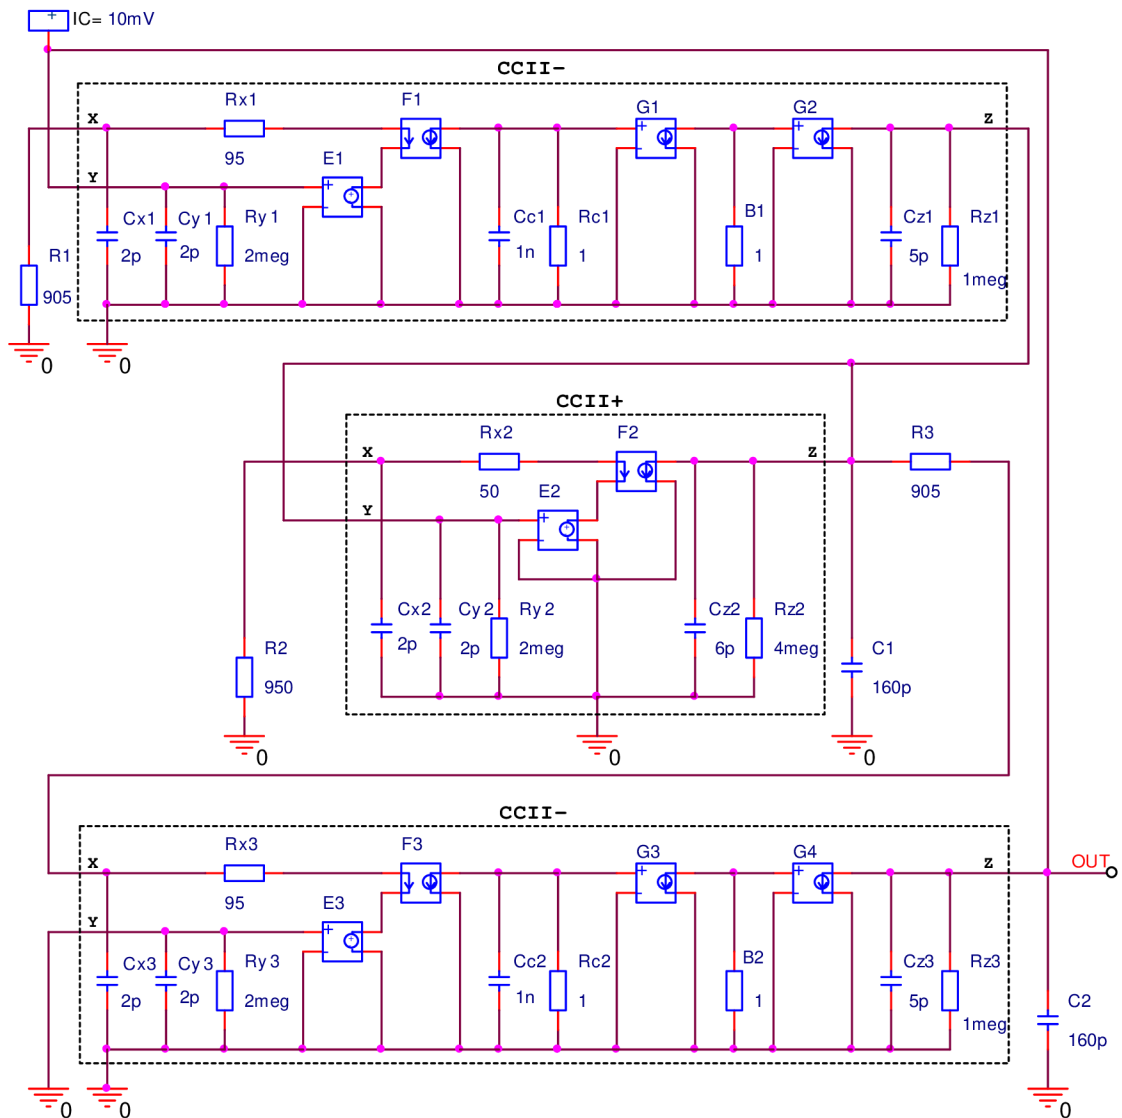 IC= 10mV
CCII-
X
Rx1
95
F1
G1
G2
Z
Y
E1
Cx1
2p
Cy1
2p
Ry1
2meg
Cc1
1n
Rc1
1
B1
1
Cz1
5p
Rz1
1meg
R1
905
0
0
CCII+
X
Rx2
50
F2
Z
R3
905
Y
E2
Cx2
2p
Cy2
2p
Ry2
2meg
Cz2
6p
Rz2
4meg
R2
950
C1
160p
0
0
0
CCII-
X
Rx3
95
F3
G3
G4
Z
OUT
Y
E3
Cx3
2p
Cy3
2p
Ry3
2meg
Cc2
1n
Rc2
1
B2
1
Cz3
5p
Rz3
1meg
C2
160p
0
0
0